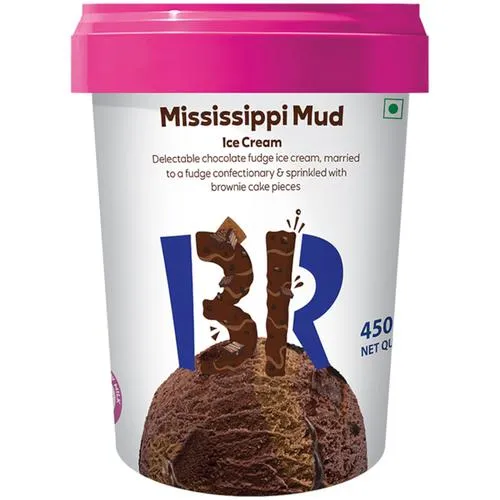 Mississippi Mud
Ice Cream
Delectable chocolate fudge ice cream, married
to a fudge confectionary & sprinkled with
brownie cake pieces
BR
450
NET QU
MILK